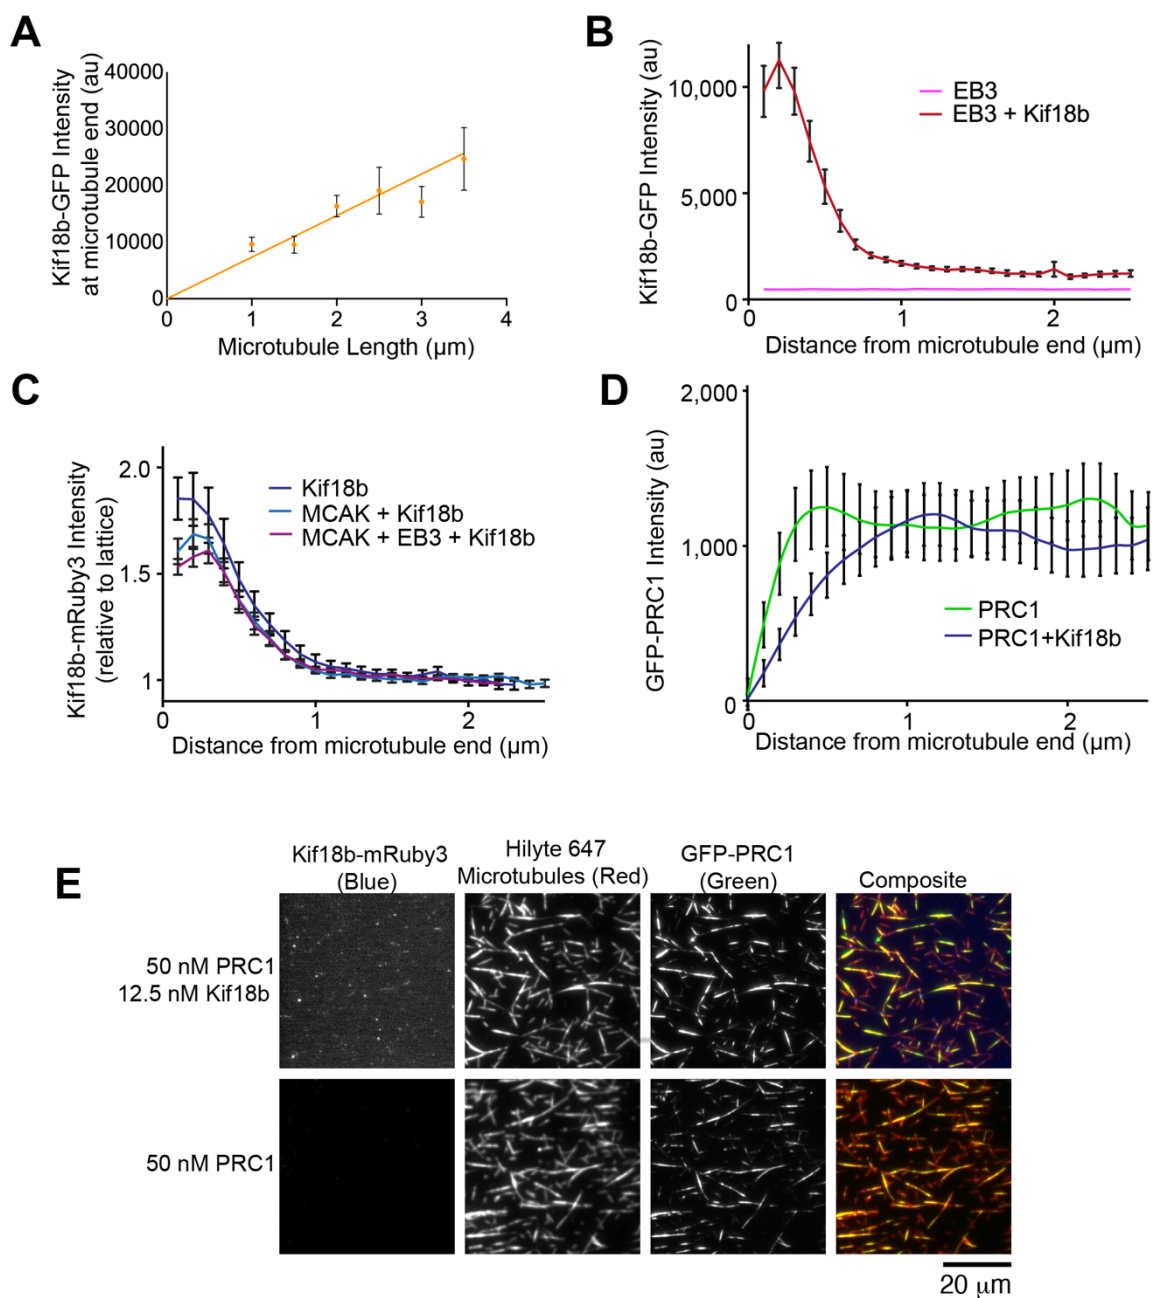 A
Kif18b-GFP Intensity
at microtubule end (au)
40000
30000
20000
10000
0
0
1
2
3
4
Microtubule Length (µm)
B
Kif18b-GFP Intensity (au)
10,000
5,000
0
0
1
2
EB3
EB3 + Kif18b
Distance from microtubule end (µm)
C
Kif18b-mRuby3 Intensity
(relative to lattice)
2.0
1.5
1
0
1
2
Kif18b
MCAK + Kif18b
MCAK + EB3 + Kif18b
Distance from microtubule end (µm)
D
GFP-PRC1 Intensity (au)
2,000
1,000
0
0
1
2
PRC1
PRC1+Kif18b
Distance from microtubule end (µm)
E
Kif18b-mRuby3
(Blue)
Hilyte 647
Microtubules (Red)
GFP-PRC1
(Green)
Composite
50 nM PRC1
12.5 nM Kif18b
50 nM PRC1
20 µm